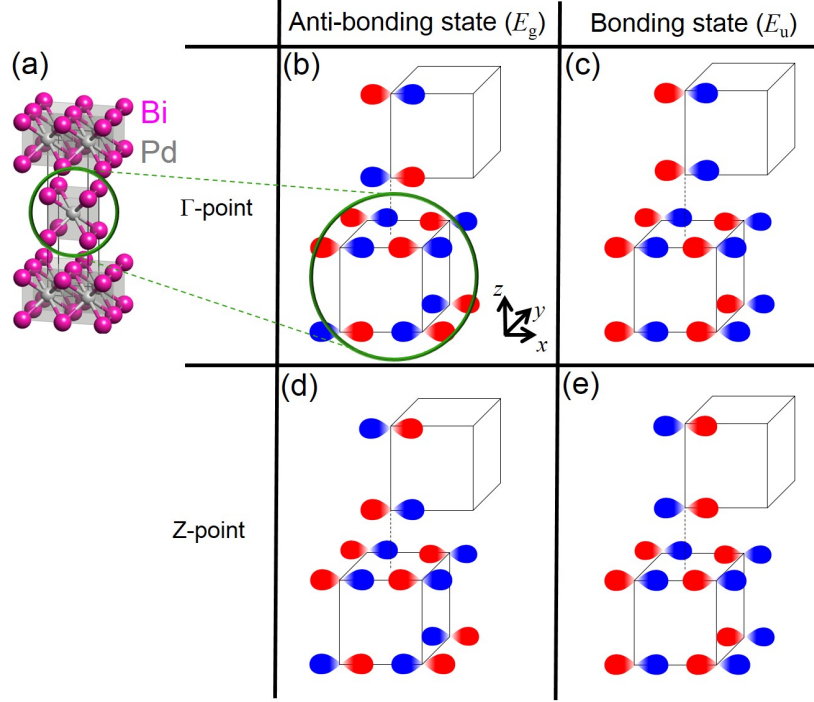 Anti-bonding state (Eg)
Bonding state (Eu)
(a)
(b)
(c)
Bi
Pd
Γ-point
z
y
x
(d)
(e)
Z-point